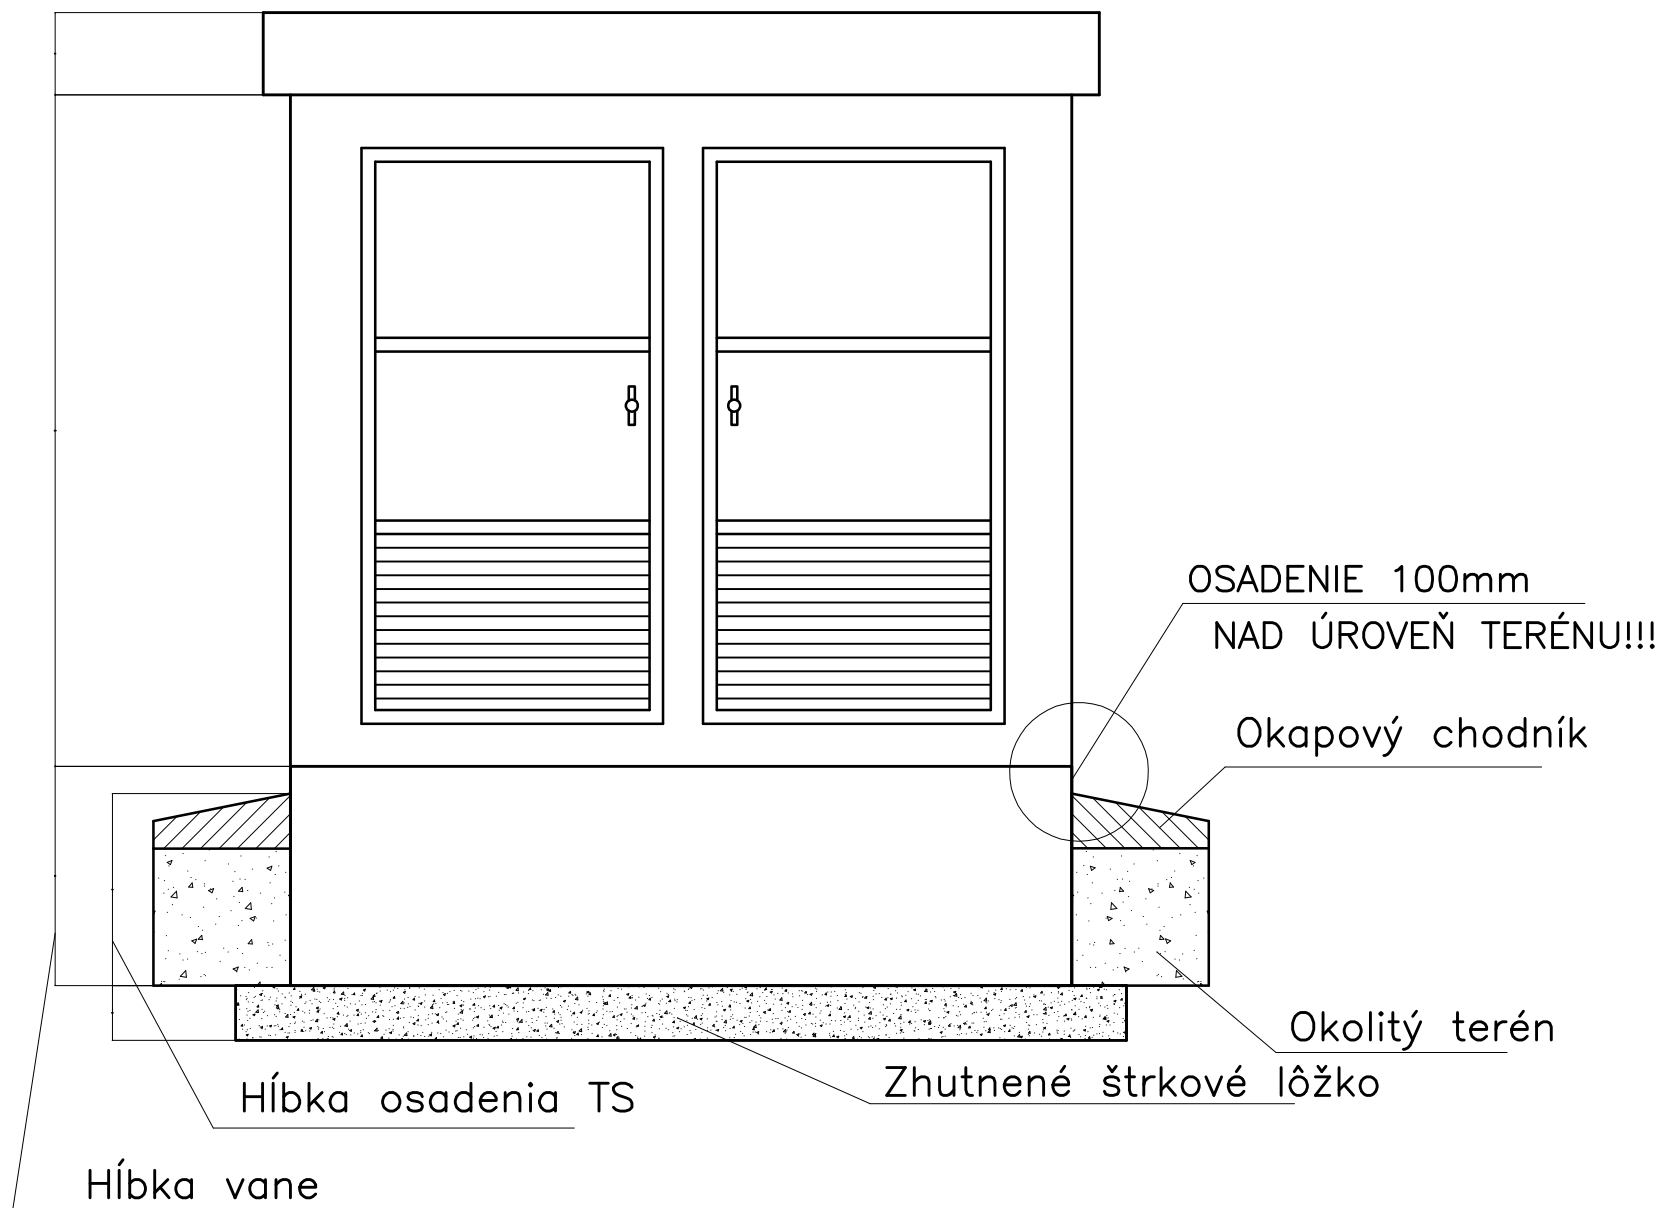 OSADENIE 100mm
NAD ÚROVEŇ TERÉNU!!!
Okapový chodník
Okolitý terén
Zhutnené štrkové lôžko
Hĺbka osadenia TS
Hĺbka vane